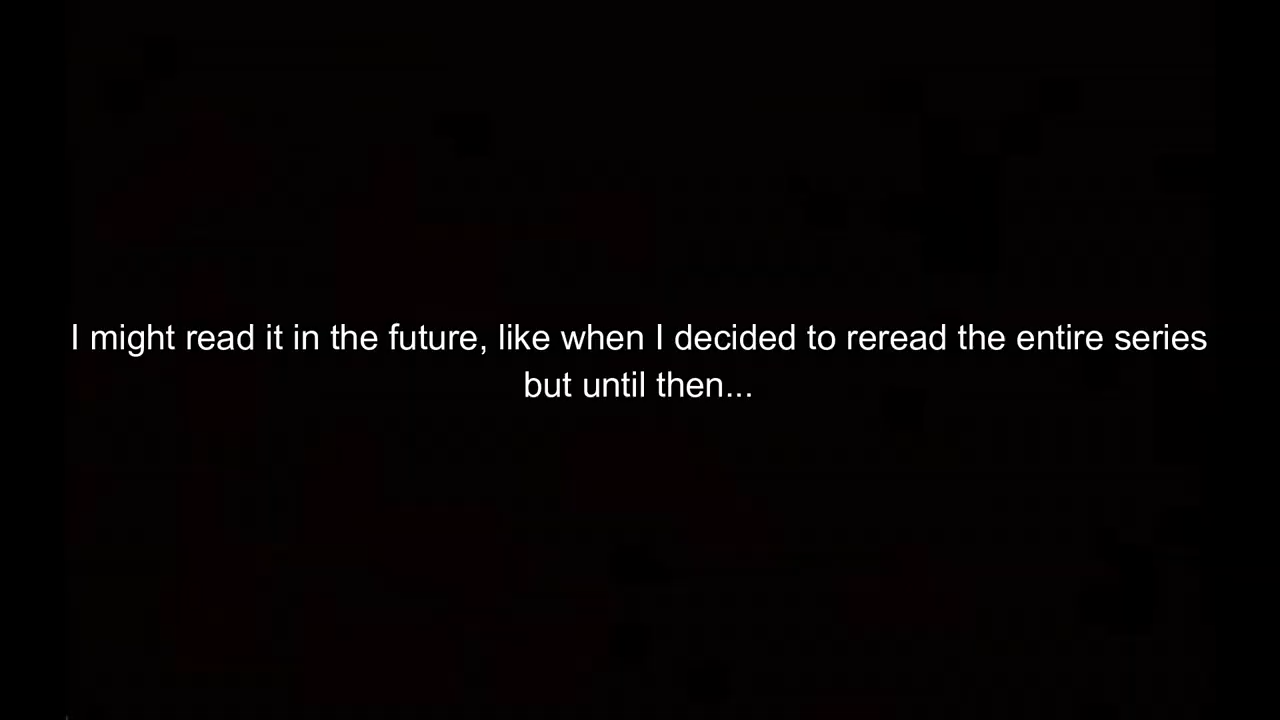 I might read it in the future, like when I decided to reread the entire series
but until then...